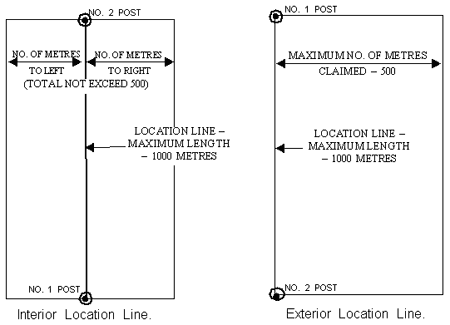 NO. 2 POST
NO. OF METRES
TO LEFT
NO. OF METRES
TO RIGHT
(TOTAL NOT EXCEED 500)
LOCATION LINE –
MAXIMUM LENGTH
– 1000 METRES
NO. 1 POST
Interior Location Line.
NO. 1 POST
MAXIMUM NO. OF METRES
CLAIMED – 500
LOCATION LINE –
MAXIMUM LENGTH
– 1000 METRES
NO. 2 POST
Exterior Location Line.